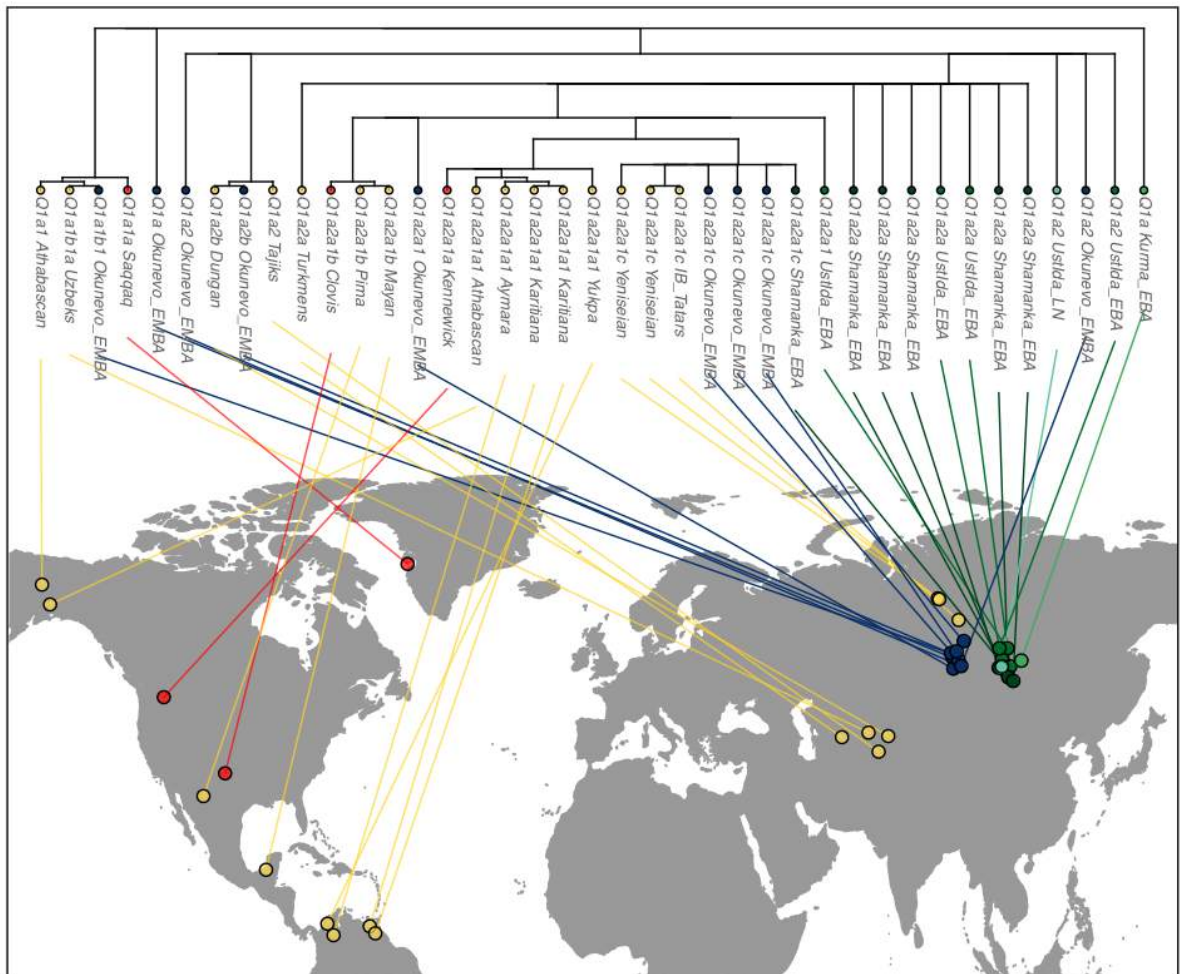 Q1a1 Athabascan
Q1a1b1a Uzbeks
Q1a1b1 Okunevo_EMBA
Q1a1a Saqqaq
Q1a Okunevo_EMBA
Q1a2 Okunevo_EMBA
Q1a2b Dungan
Q1a2b Okunevo_EMBA
Q1a2 Tajiks
Q1a2a Turkmens
Q1a2a1b Clovis
Q1a2a1b Pima
Q1a2a1b Mayan
Q1a2a1 Okunevo_EMBA
Q1a2a1a Kennewick
Q1a2a1a1 Athabascan
Q1a2a1a1 Aymara
Q1a2a1a1 Karitiana
Q1a2a1a1 Karitiana
Q1a2a1a1 Yukpa
Q1a2a1c Yeniseian
Q1a2a1c Yeniseian
Q1a2a1c IB_Tatars
Q1a2a1c Okunevo_EMBA
Q1a2a1c Okunevo_EMBA
Q1a2a1c Okunevo_EMBA
Q1a2a1c Shamanka_EBA
Q1a2a1 UstIda_EBA
Q1a2a Shamanka_EBA
Q1a2a Shamanka_EBA
Q1a2a Shamanka_EBA
Q1a2a UstIda_EBA
Q1a2a UstIda_EBA
Q1a2a Shamanka_EBA
Q1a2a Shamanka_EBA
Q1a2 UstIda_LN
Q1a2 Okunevo_EMBA
Q1a2 UstIda_EBA
Q1a Kurma_EBA